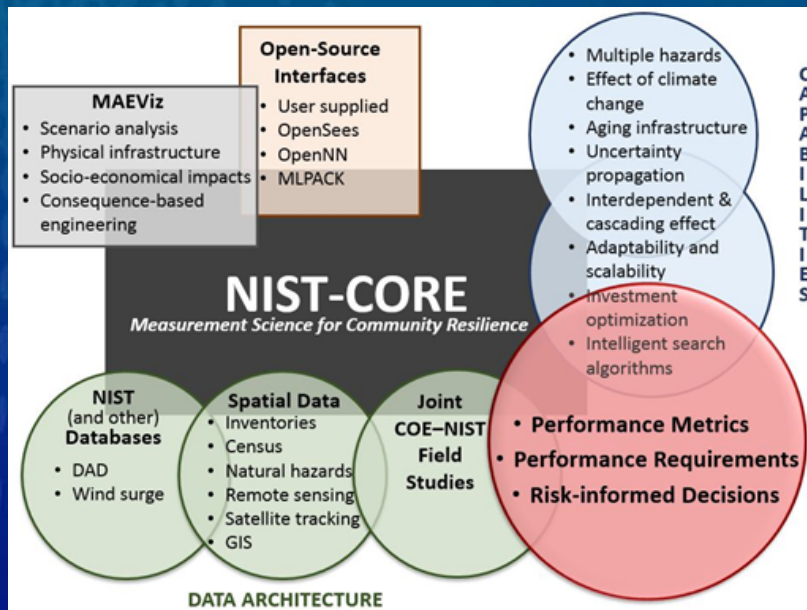 Open-Source
Interfaces
• User supplied
• OpenSees
• OpenNN
• MLPACK
MAEViz
• Scenario analysis
• Physical infrastructure
• Socio-economical impacts
• Consequence-based
engineering
• Multiple hazards
• Effect of climate
change
• Aging infrastructure
• Uncertainty
propagation
• Interdependent &
cascading effect
• Adaptability and
scalability
• Investment
optimization
• Intelligent search
algorithms
CAPABILITIES
NIST-CORE
Measurement Science for Community Resilience
NIST
(and other)
Databases
• DAD
• Wind surge
Spatial Data
• Inventories
• Census
• Natural hazards
• Remote sensing
• Satellite tracking
• GIS
Joint
COE–NIST
Field
Studies
• Performance Metrics
• Performance Requirements
• Risk-informed Decisions
DATA ARCHITECTURE